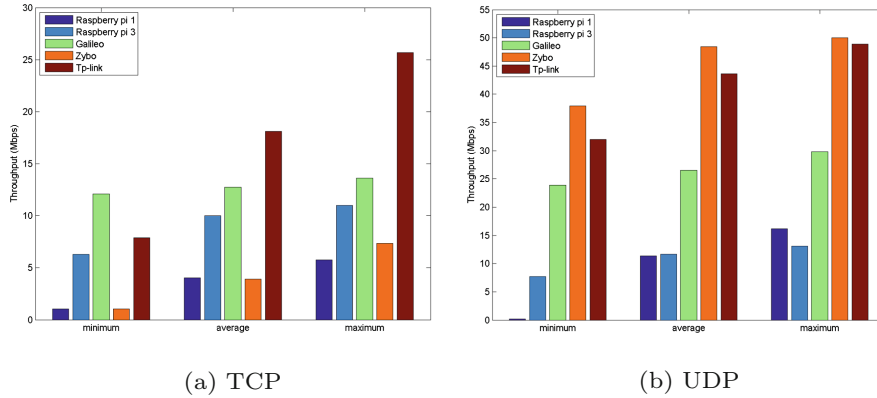 30
25
20
15
10
5
0
Throughput (Mbps)
Raspberry pi 1
Raspberry pi 3
Galileo
Zybo
Tp-link
minimum
average
maximum
(a) TCP
55
50
45
40
35
30
25
20
15
10
5
0
Throughput (Mbps)
Raspberry pi 1
Raspberry pi 3
Galileo
Zybo
Tp-link
minimum
average
maximum
(b) UDP